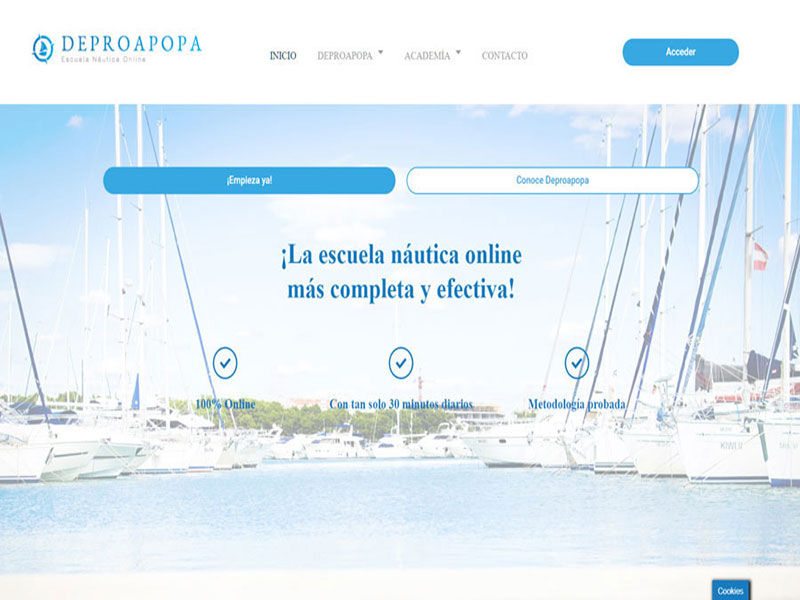 DEPROAPOPA
Escuela Náutica Online
INICIO DEPROAPOPA ACADEMÍA CONTACTO
Acceder
¡Empieza ya! Conoce Deproapopa
¡La escuela náutica online
más completa y efectiva!
100% Online Con tan solo 30 minutos diarios Metodología probada
Cookies